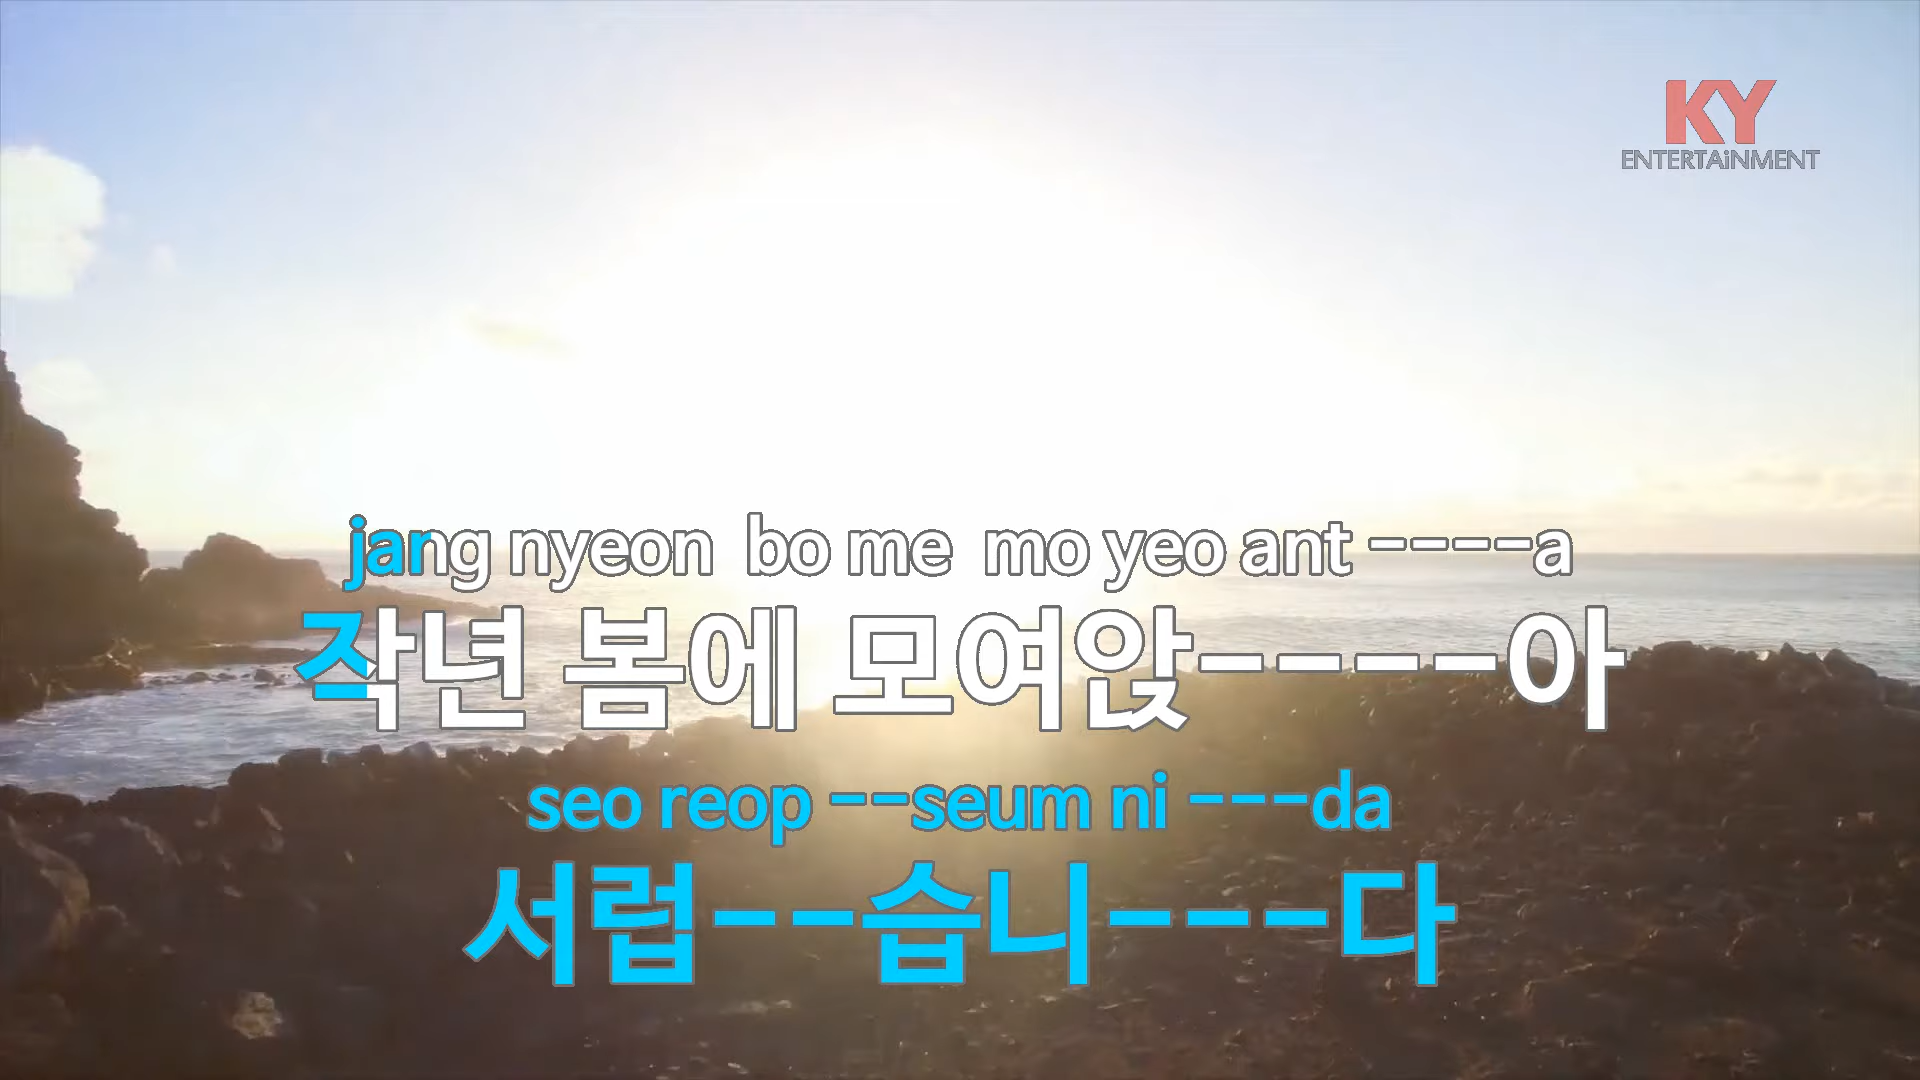 KY
ENTERTAiNMENT
jang nyeon bo me mo yeo ant ----a
작년 봄에 모여앉----아
seo reop --seum ni ---da
서럽--습니---다